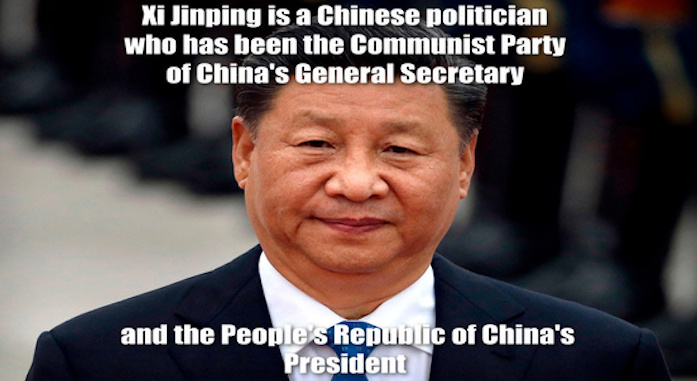 Xi Jinping is a Chinese politician
who has been the Communist Party
of China's General Secretary
and the People's Republic of China's
President